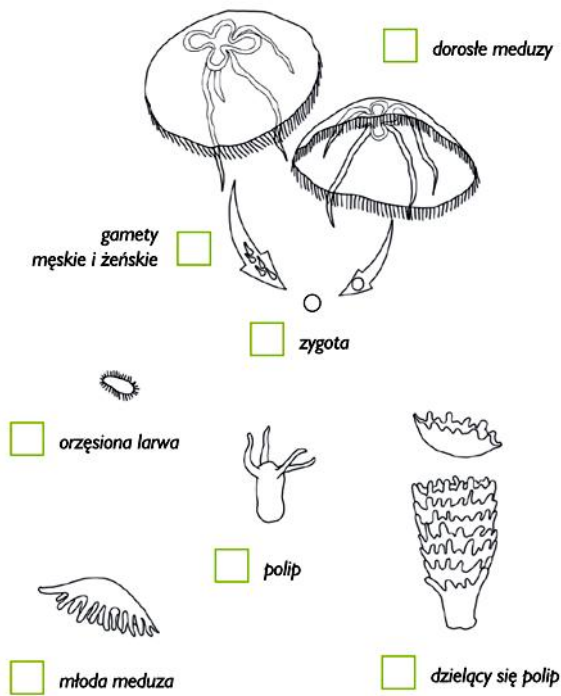 dorosłe meduzy
gamety
męskie i żeńskie
zygota
orzęsiona larwa
polip
młoda meduza
dzielący się polip